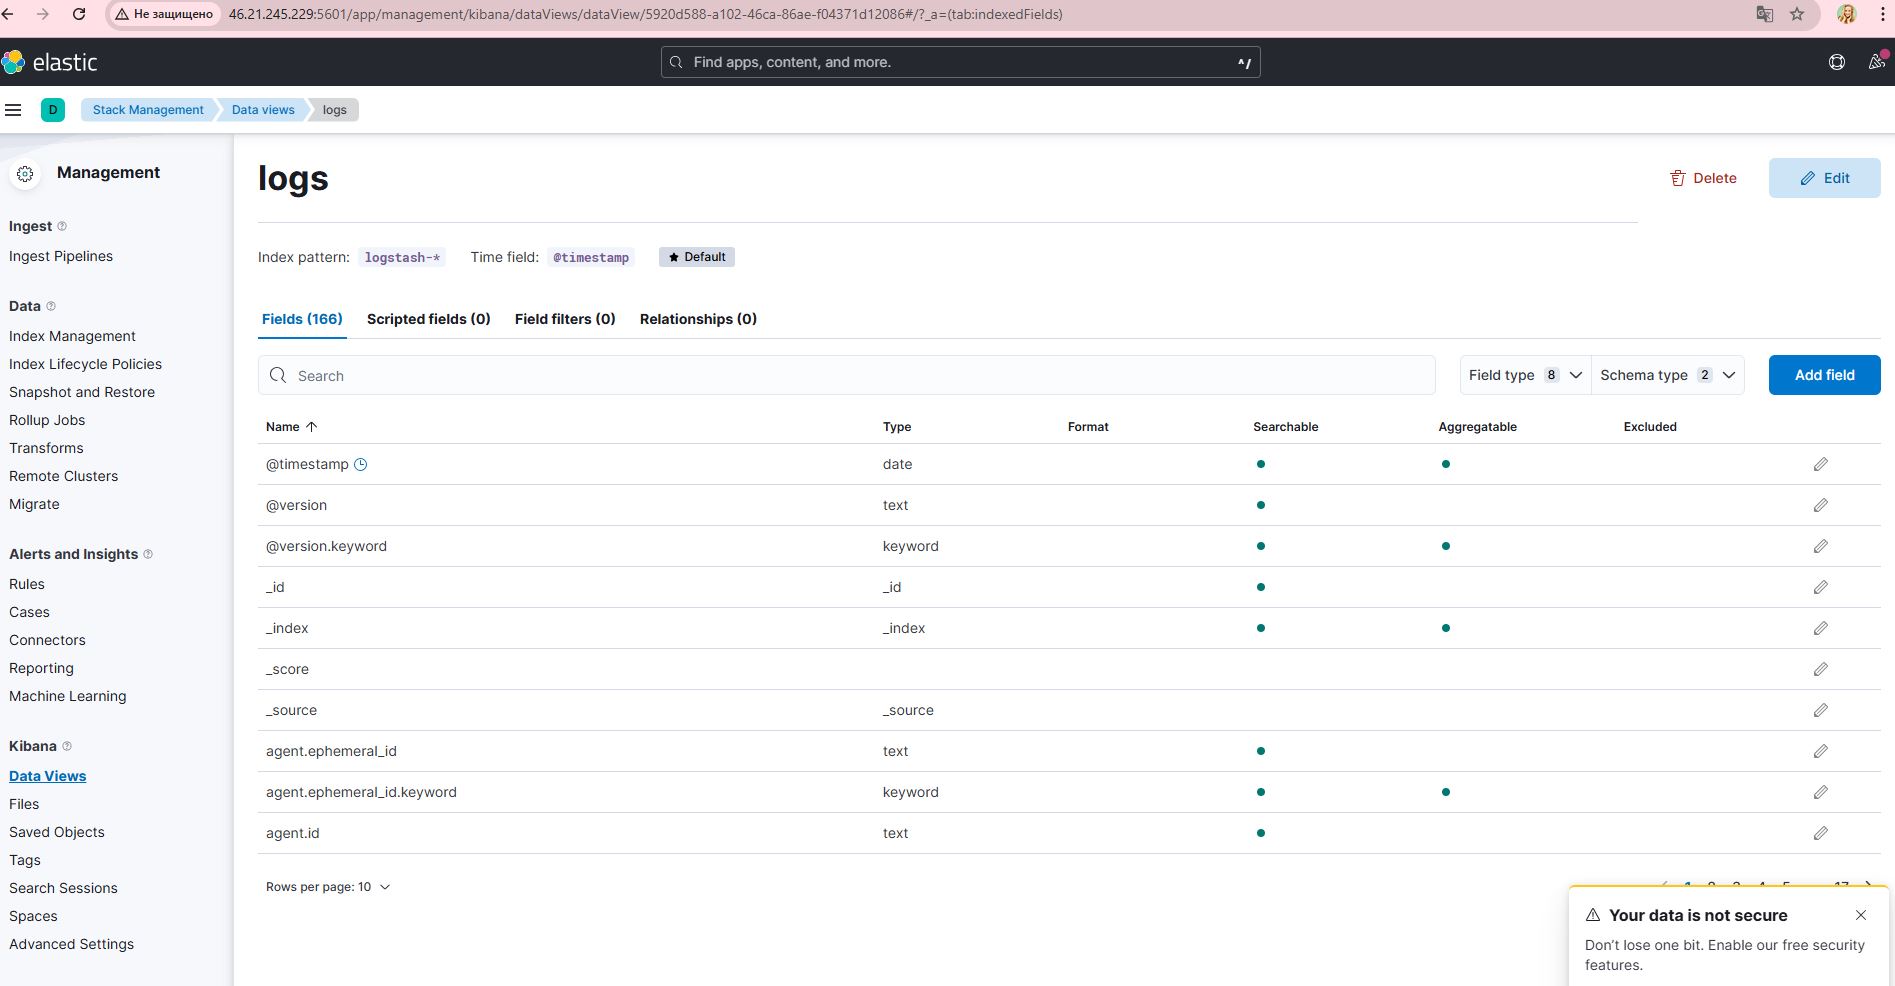 Не защищено
46.21.245.229:5601/app/management/kibana/dataViews/dataView/5920d588-a102-46ca-86ae-f04371d12086#/?_a=(tab:indexedFields)
elastic
Find apps, content, and more.
^/
D
Stack Management
Data views
logs
Management
Ingest
Ingest Pipelines
Data
Index Management
Index Lifecycle Policies
Snapshot and Restore
Rollup Jobs
Transforms
Remote Clusters
Migrate
Alerts and Insights
Rules
Cases
Connectors
Reporting
Machine Learning
Kibana
Data Views
Files
Saved Objects
Tags
Search Sessions
Spaces
Advanced Settings
logs
Delete
Edit
Index pattern: logstash-* Time field: @timestamp Default
Fields (166) Scripted fields (0) Field filters (0) Relationships (0)
Search
Field type 8
Schema type 2
Add field
Name Type Format Searchable Aggregatable Excluded
@timestamp date
@version text
@version.keyword keyword
_id _id
_index _index
_score
_source _source
agent.ephemeral_id text
agent.ephemeral_id.keyword keyword
agent.id text
Rows per page: 10
1 2 3 4 5 17
Your data is not secure
Don't lose one bit. Enable our free security
features.